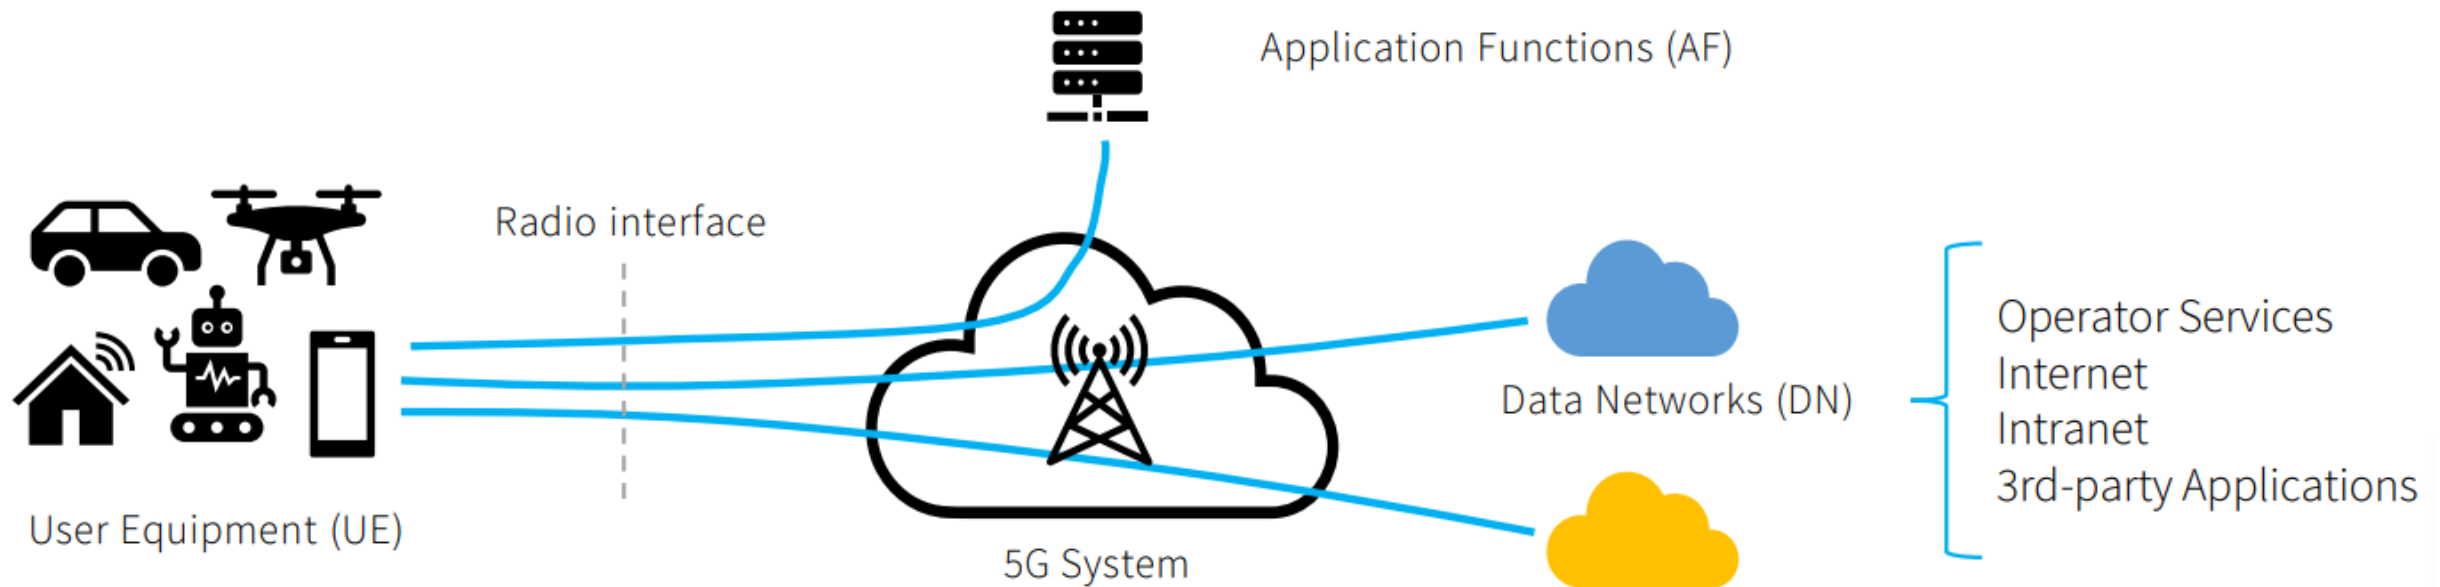 Application Functions (AF)
Radio interface
Operator Services
Internet
Data Networks (DN)
Intranet
3rd-party Applications
User Equipment (UE)
5G System